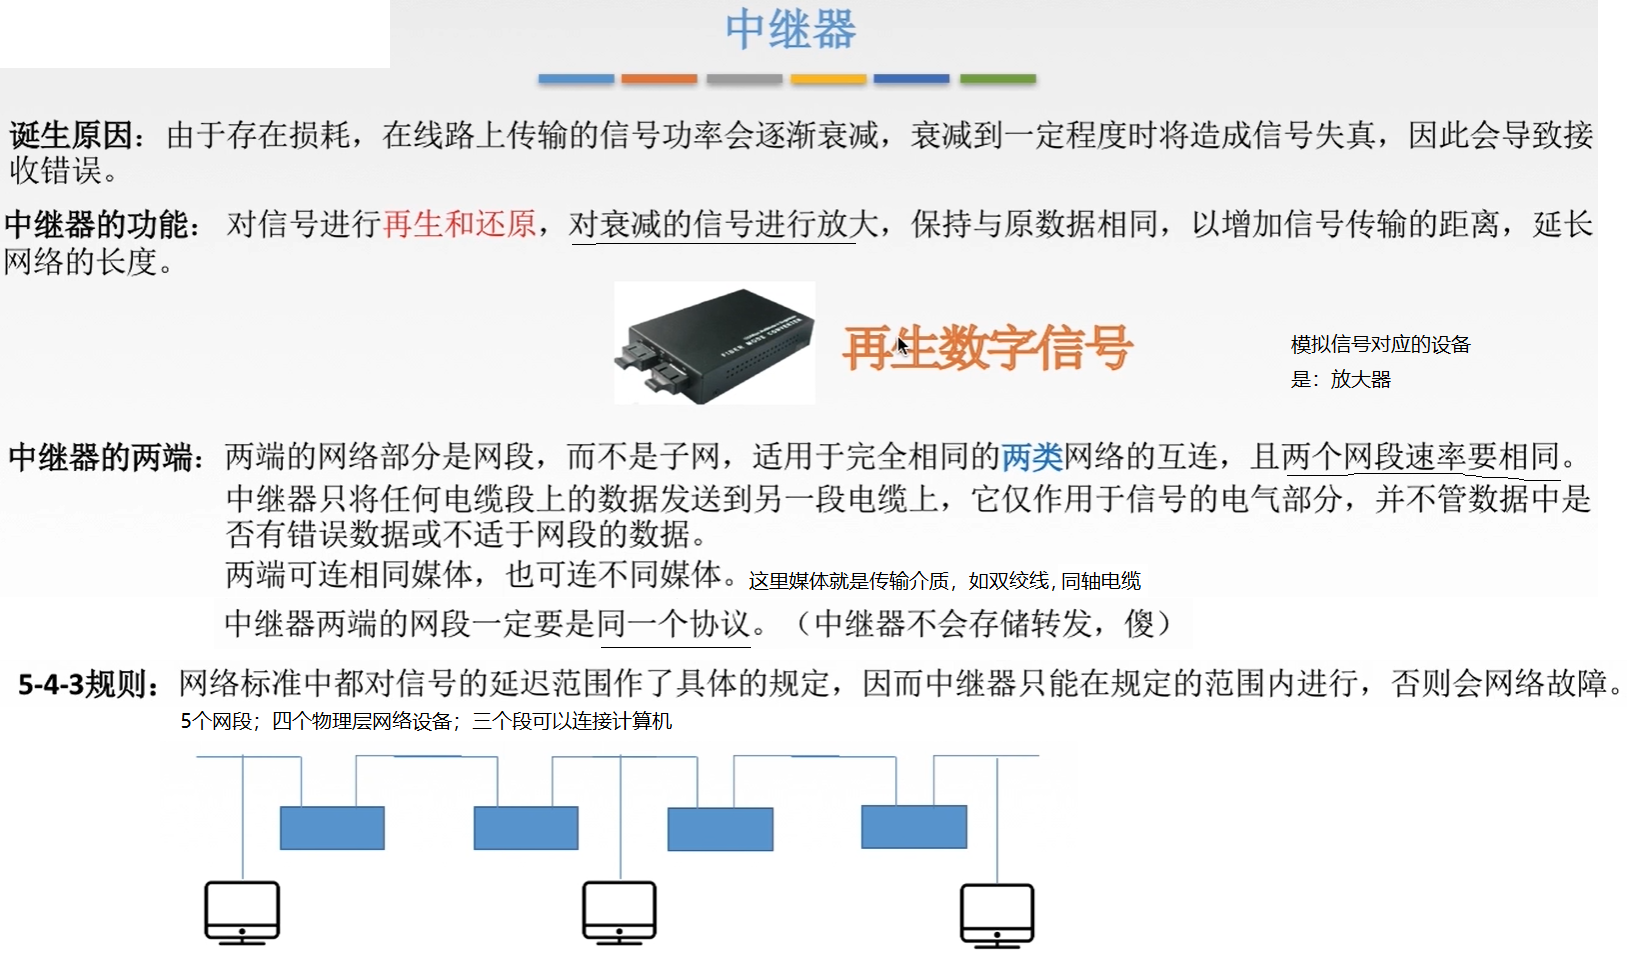 中继器
诞生原因：由于存在损耗，在线路上传输的信号功率会逐渐衰减，衰减到一定程度时将造成信号失真，因此会导致接
收错误。
中继器的功能：对信号进行再生和还原，对衰减的信号进行放大，保持与原数据相同，以增加信号传输的距离，延长
网络的长度。
FIBER MODE CONVERTER
再生数字信号
模拟信号对应的设备
是：放大器
中继器的两端：两端的网络部分是网段，而不是子网，适用于完全相同的两类网络的互连，且两个网段速率要相同。
中继器只将任何电缆段上的数据发送到另一段电缆上，它仅作用于信号的电气部分，并不管数据中是
否有错误数据或不适于网段的数据。
两端可连相同媒体，也可连不同媒体。这里媒体就是传输介质，如双绞线,同轴电缆
中继器两端的网段一定要是同一个协议。（中继器不会存储转发，傻）
5-4-3规则：网络标准中都对信号的延迟范围作了具体的规定，因而中继器只能在规定的范围内进行，否则会网络故障。
5个网段；四个物理层网络设备；三个段可以连接计算机